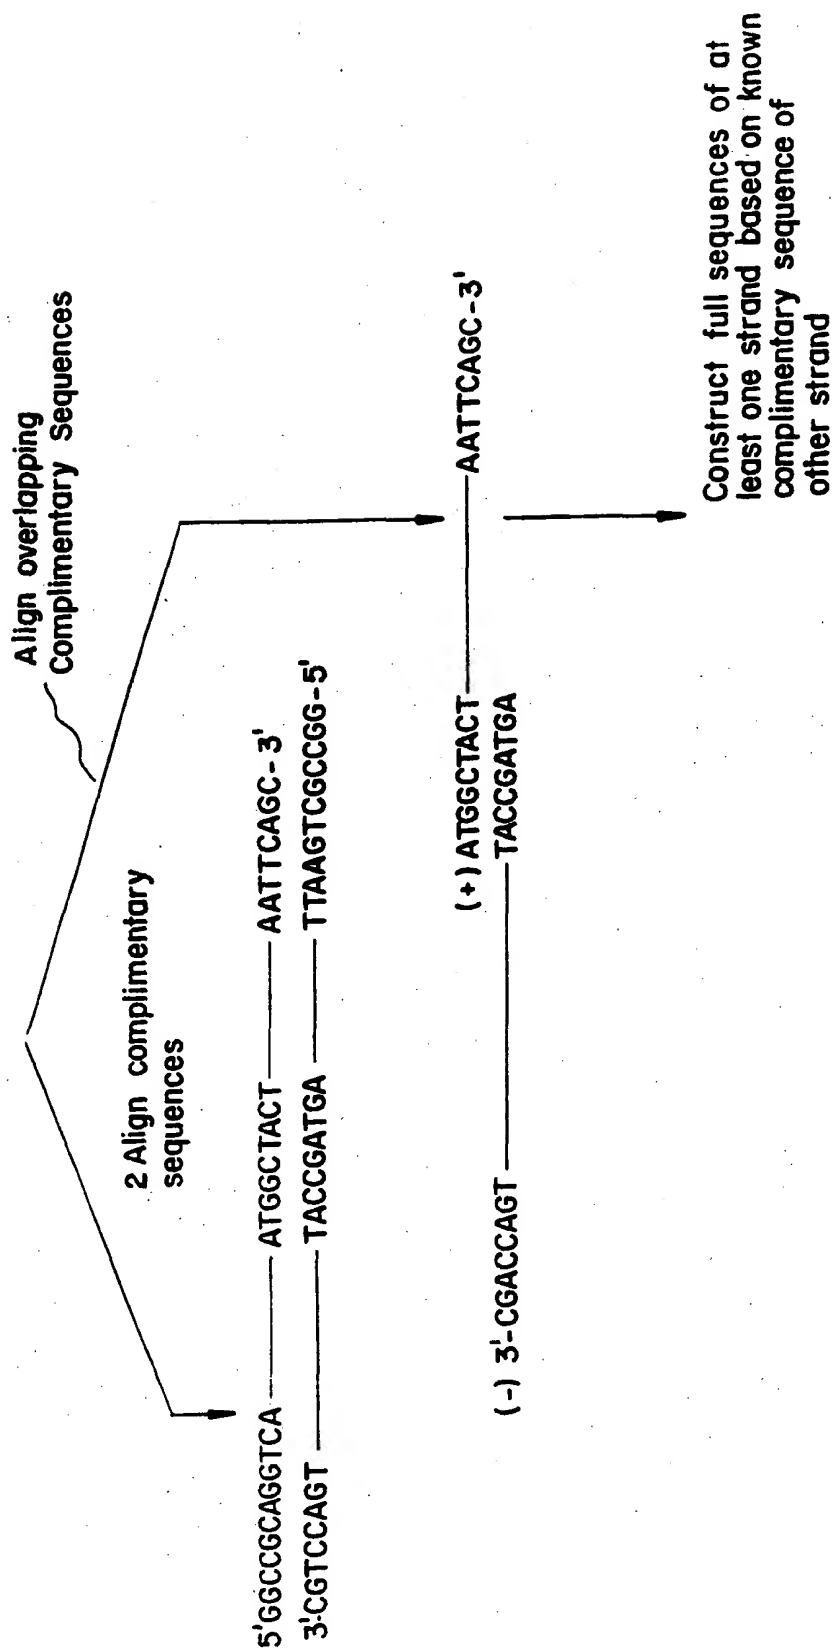 Align overlapping
Complimentary Sequences
2 Align complimentary
sequences
5'GGCCGCAGGTCA ATGGCTACT AATTCAGC-3'
3'-CGTCCAGT TACCGATGA TTAAGTCGCCGG-5'
(+) ATGGCTACT AATTCAGC-3'
(-) 3'-CGACCAGT TACCGATGA
Construct full sequences of at
least one strand based on known
complimentary sequence of
other strand